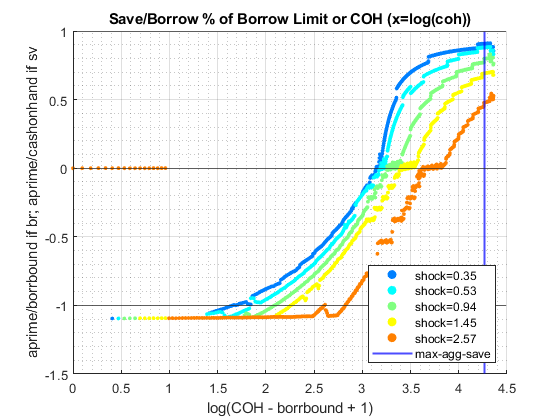 Save/Borrow % of Borrow Limit or COH (x=log(coh))
aprime/borrbound if br; aprime/cashonhand if sv
1
0.5
0
-0.5
-1
-1.5
0
0.5
1
1.5
2
2.5
3
3.5
4
4.5
log(COH - borrbound + 1)
shock=0.35
shock=0.53
shock=0.94
shock=1.45
shock=2.57
max-agg-save